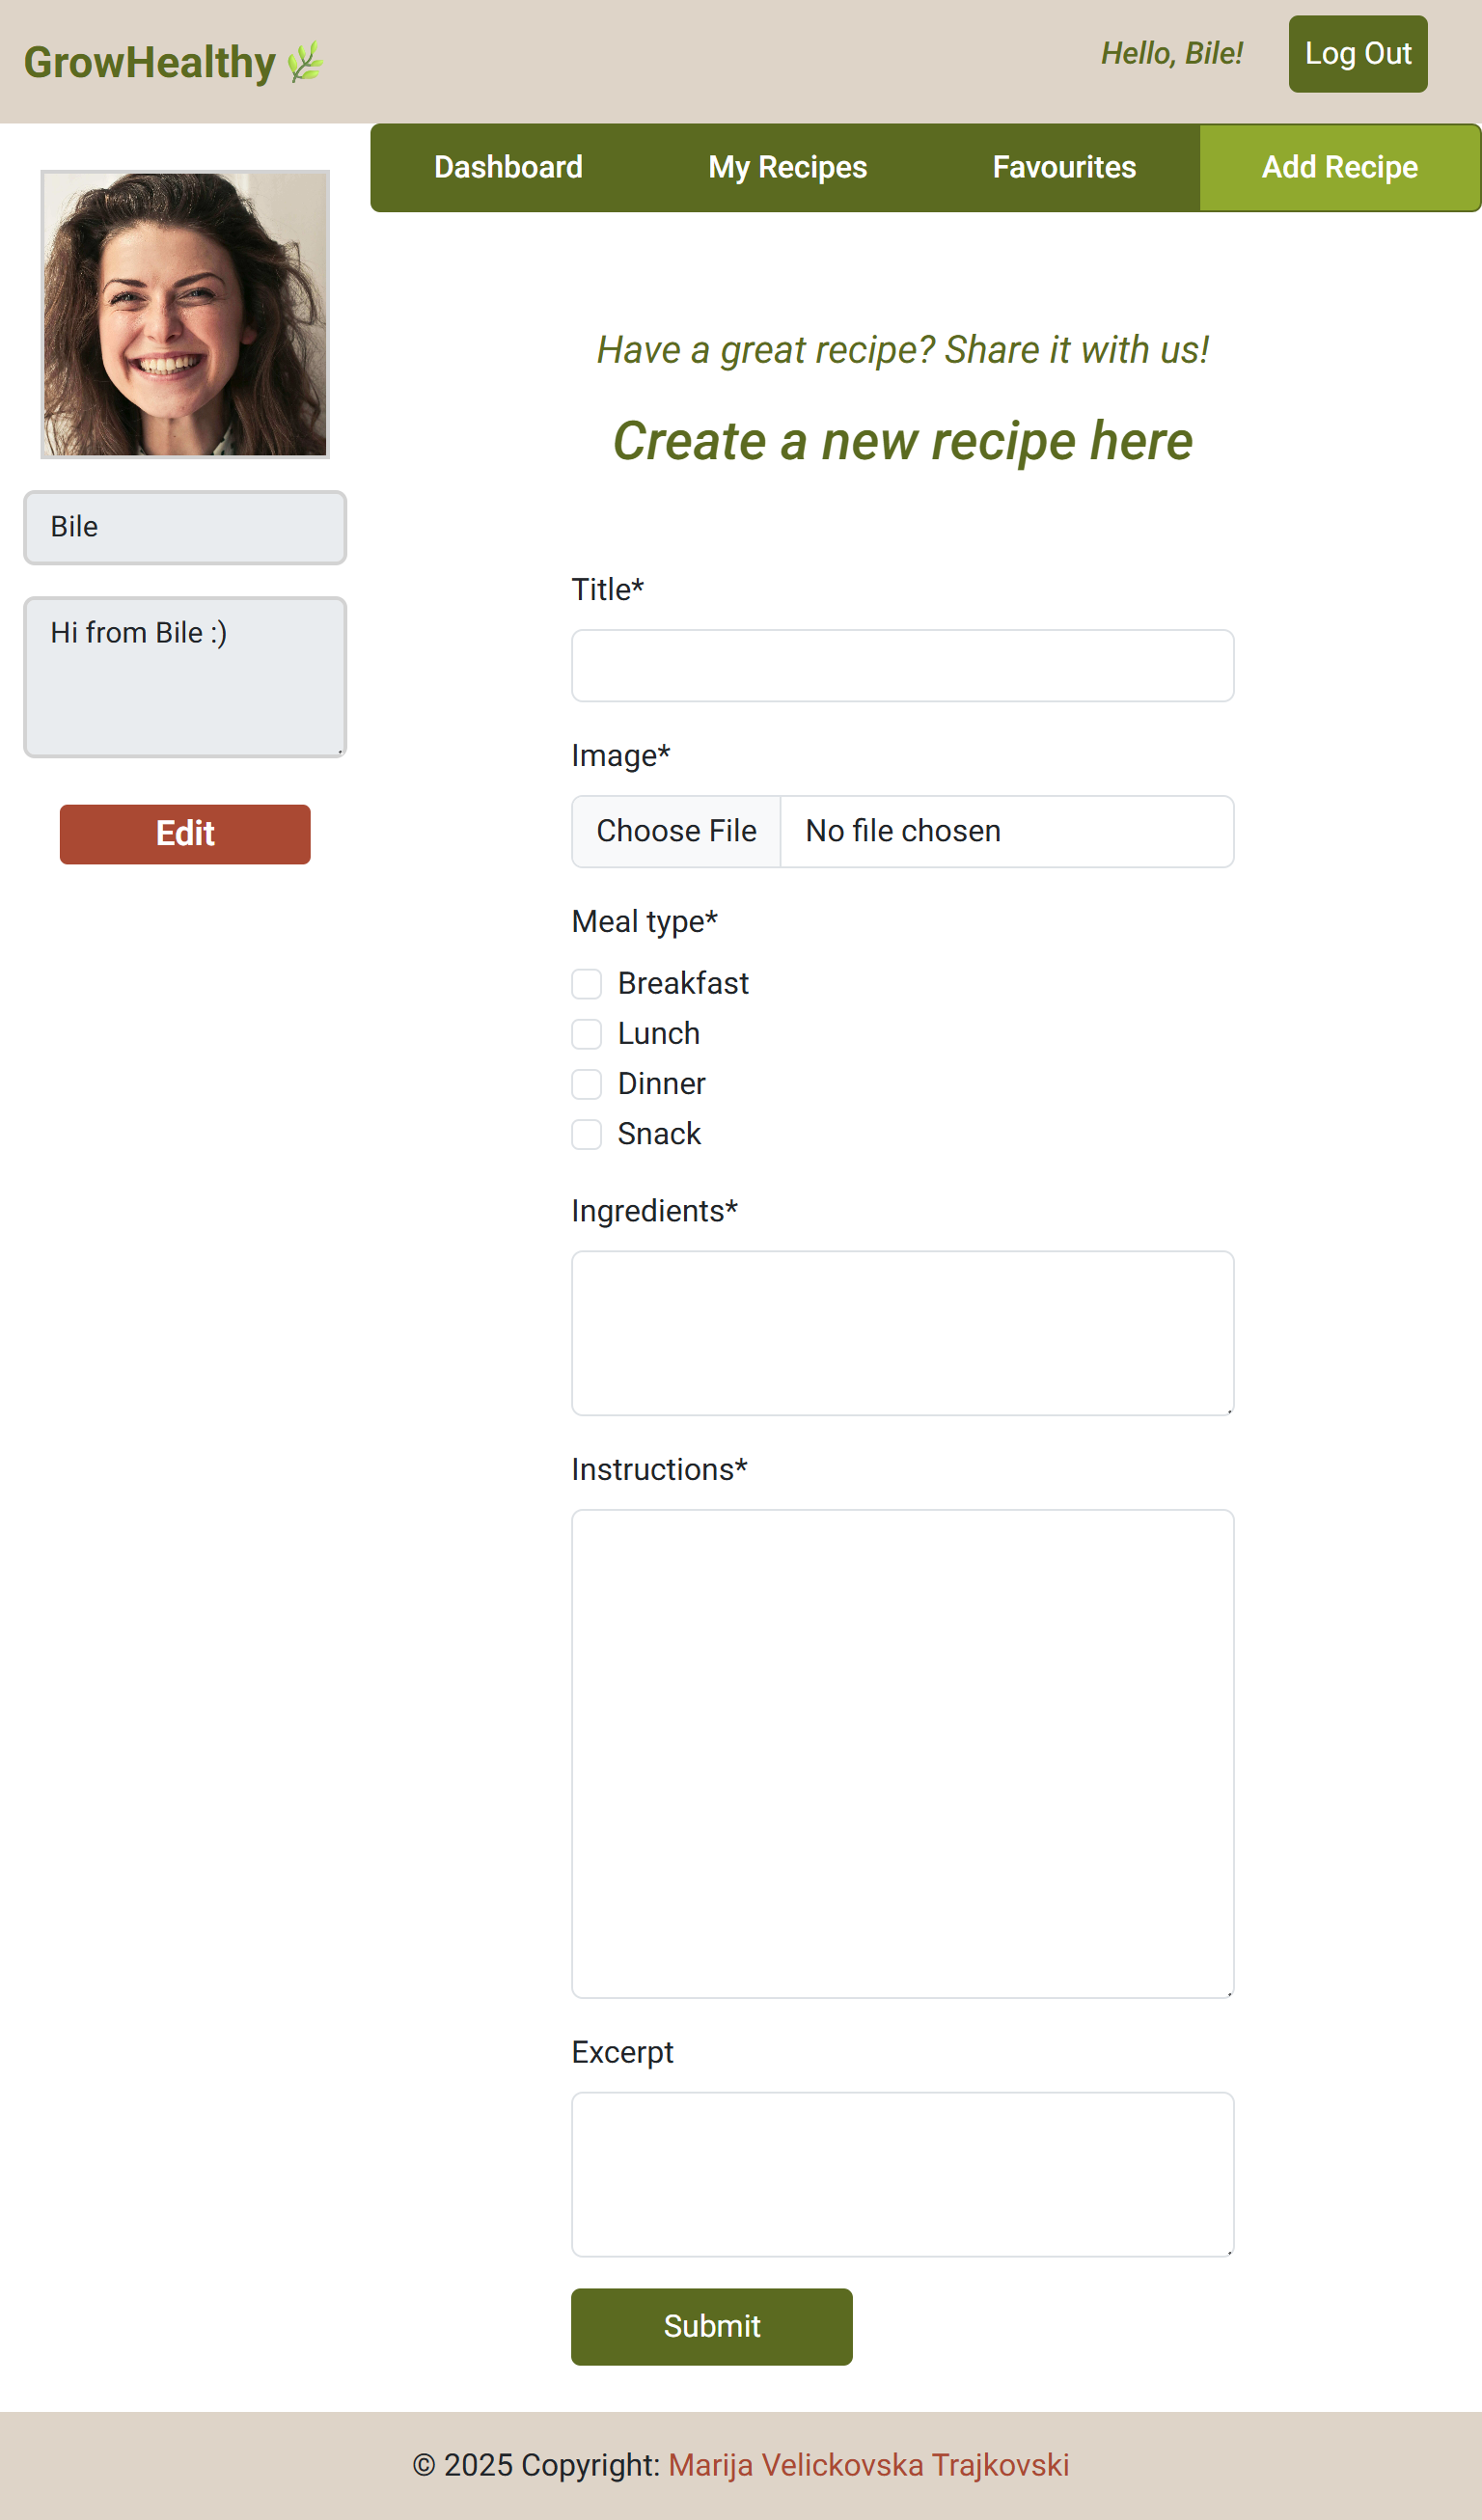 GrowHealthy
Hello, Bile!
Log Out
Dashboard
My Recipes
Favourites
Add Recipe
Bile
Hi from Bile :)
Edit
Have a great recipe? Share it with us!
Create a new recipe here
Title*
Image*
Choose File
No file chosen
Meal type*
Breakfast
Lunch
Dinner
Snack
Ingredients*
Instructions*
Excerpt
Submit
© 2025 Copyright: Marija Velickovska Trajkovski